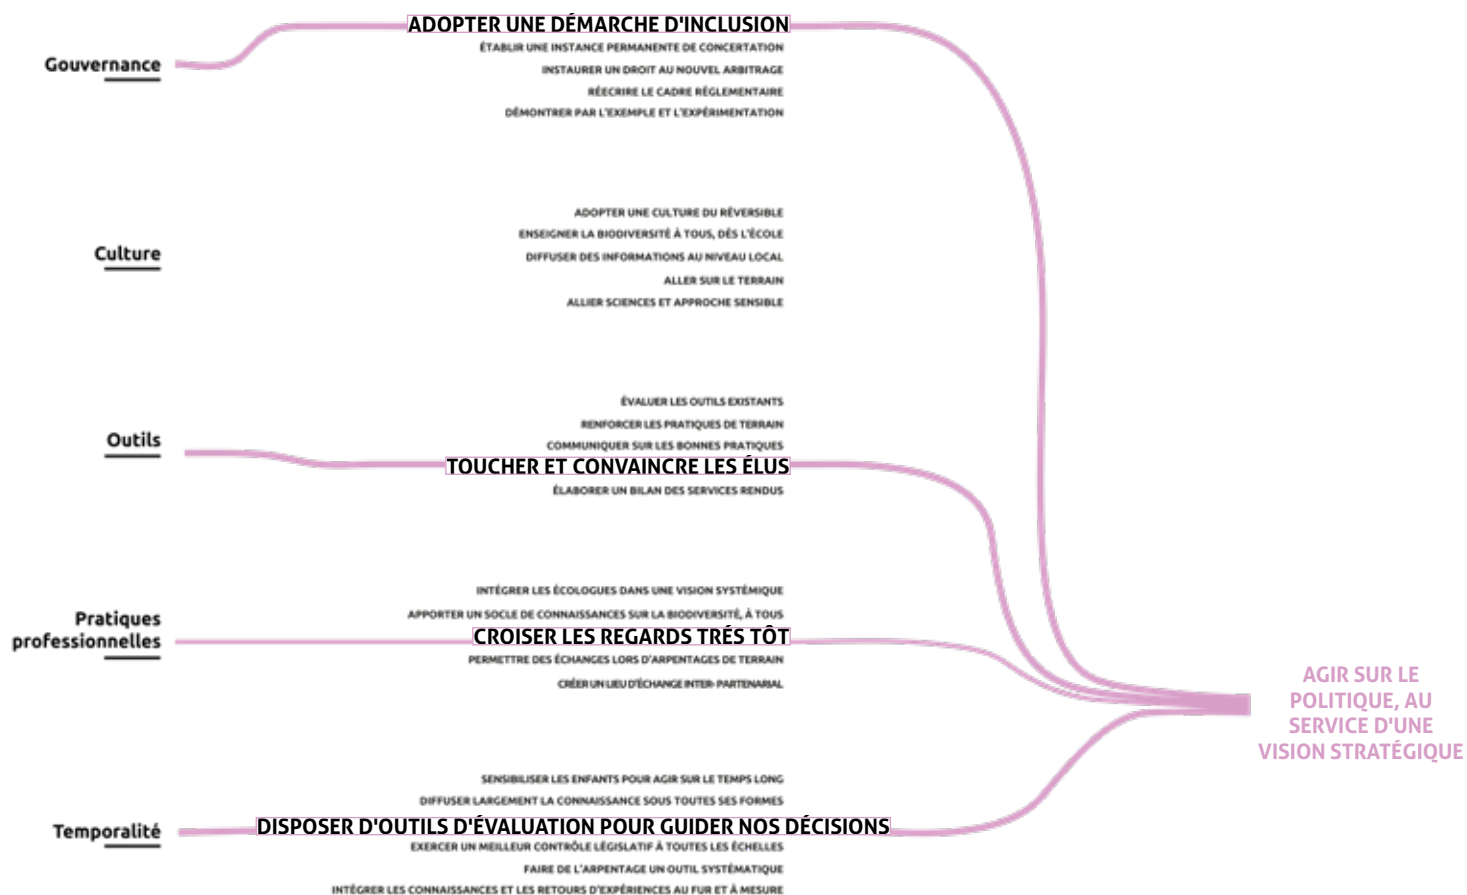 ADOPTER UNE DÉMARCHE D'INCLUSION
ÉTABLIR UNE INSTANCE PERMANENTE DE CONCERTATION
Gouvernance
INSTAURER UN DROIT AU NOUVEL ARBITRAGE
RÉECRIRE LE CADRE RÉGLEMENTAIRE
DÉMONTRER PAR L'EXEMPLE ET L'EXPÉRIMENTATION
ADOPTER UNE CULTURE DU RÉVERSIBLE
ENSEIGNER LA BIODIVERSITÉ À TOUS, DÈS L'ÉCOLE
Culture
DIFFUSER DES INFORMATIONS AU NIVEAU LOCAL
ALLER SUR LE TERRAIN
ALLIER SCIENCES ET APPROCHE SENSIBLE
ÉVALUER LES OUTILS EXISTANTS
RENFORCER LES PRATIQUES DE TERRAIN
Outils
COMMUNIQUER SUR LES BONNES PRATIQUES
TOUCHER ET CONVAINCRE LES ÉLUS
ÉLABORER UN BILAN DES SERVICES RENDUS
INTÉGRER LES ÉCOLOGUES DANS UNE VISION SYSTÉMIQUE
APPORTER UN SOCLE DE CONNAISSANCES SUR LA BIODIVERSITÉ, À TOUS
Pratiques
professionnelles
CROISER LES REGARDS TRÉS TÔT
PERMETTRE DES ÉCHANGES LORS D'ARPENTAGES DE TERRAIN
CRÉER UN LIEU D'ÉCHANGE INTER- PARTENARIAL
AGIR SUR LE
POLITIQUE, AU
SERVICE D'UNE
VISION STRATÉGIQUE
SENSIBILISER LES ENFANTS POUR AGIR SUR LE TEMPS LONG
DIFFUSER LARGEMENT LA CONNAISSANCE SOUS TOUTES SES FORMES
Temporalité
DISPOSER D'OUTILS D'ÉVALUATION POUR GUIDER NOS DÉCISIONS
EXERCER UN MEILLEUR CONTRÔLE LÉGISLATIF À TOUTES LES ÉCHELLES
FAIRE DE L'ARPENTAGE UN OUTIL SYSTÉMATIQUE
INTÉGRER LES CONNAISSANCES ET LES RETOURS D'EXPÉRIENCES AU FUR ET À MESURE